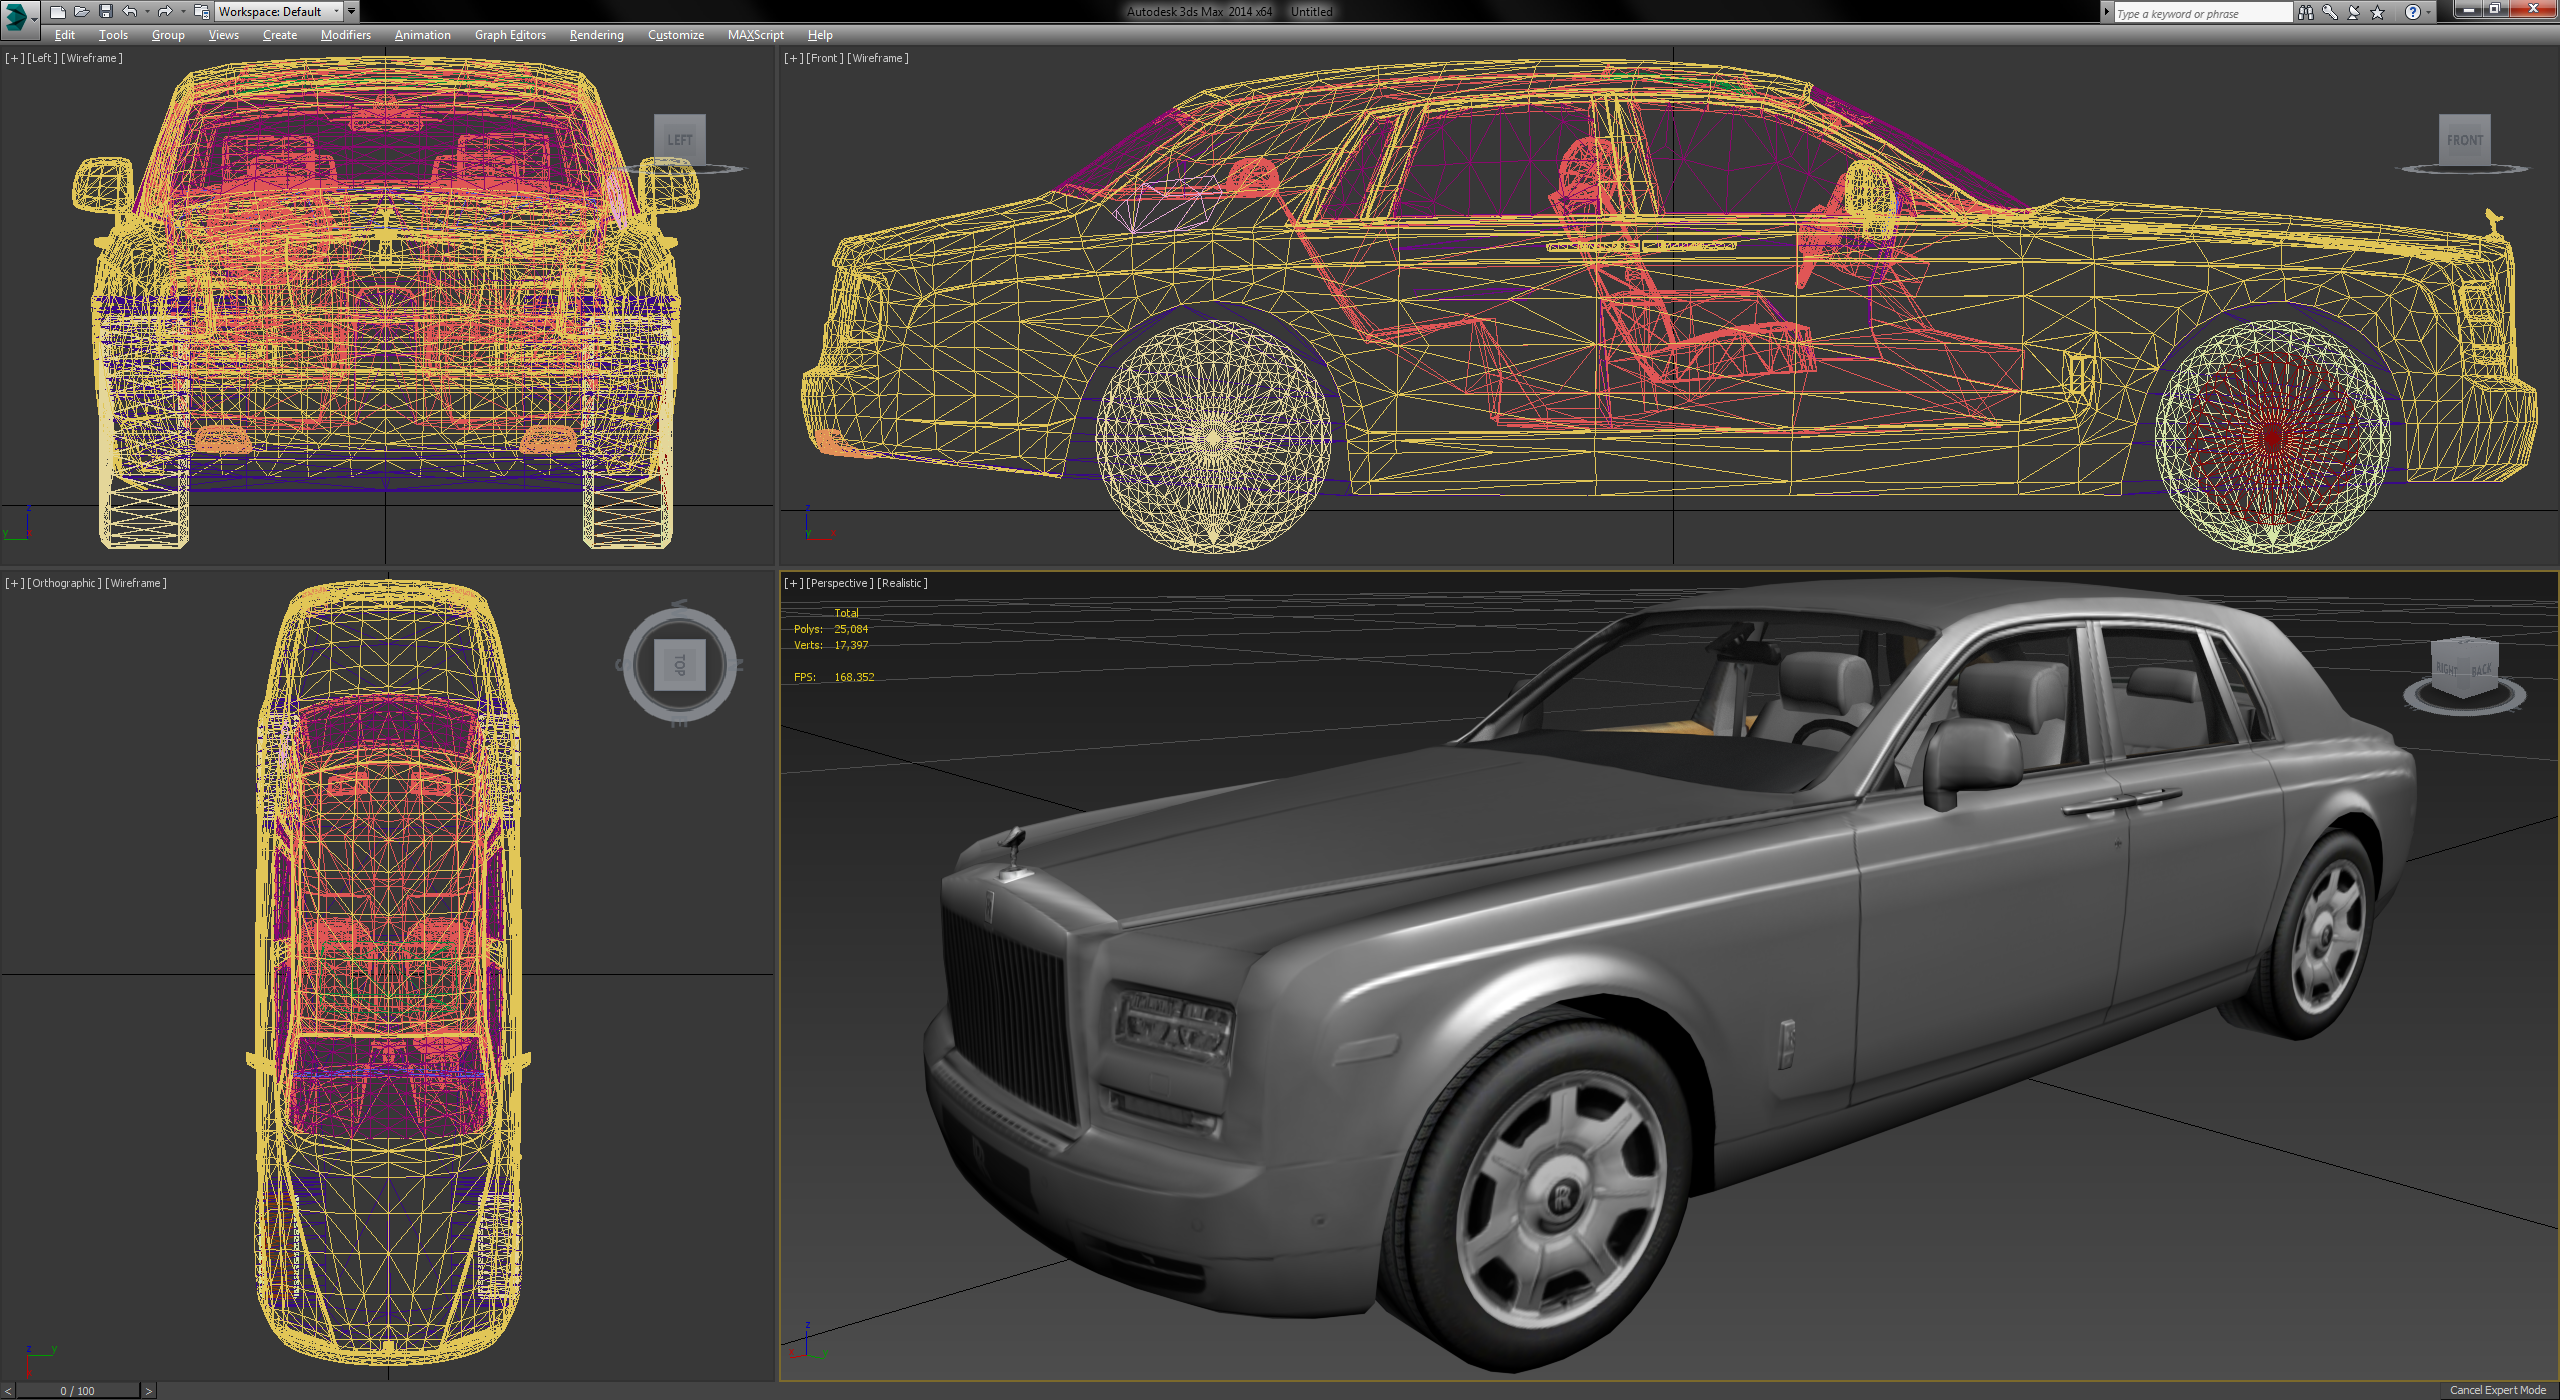 Workspace: Default
Autodesk 3ds Max 2014 x64 Untitled
Type a keyword or phrase
Edit Tools Group Views Create Modifiers Animation Graph Editors Rendering Customize MAXScript Help
[+] [Left] [Wireframe]
LEFT
z
y
x
[+] [Front] [Wireframe]
FRONT
z
y
x
[+] [Orthographic] [Wireframe]
TOP
W
N
S
E
z
y
x
[+] [Perspective] [Realistic]
Total
Polys: 25,084
Verts: 17,397
FPS: 168,352
RIGHT BACK
R
z
x
y
< 0 / 100 >
Cancel Expert Mode